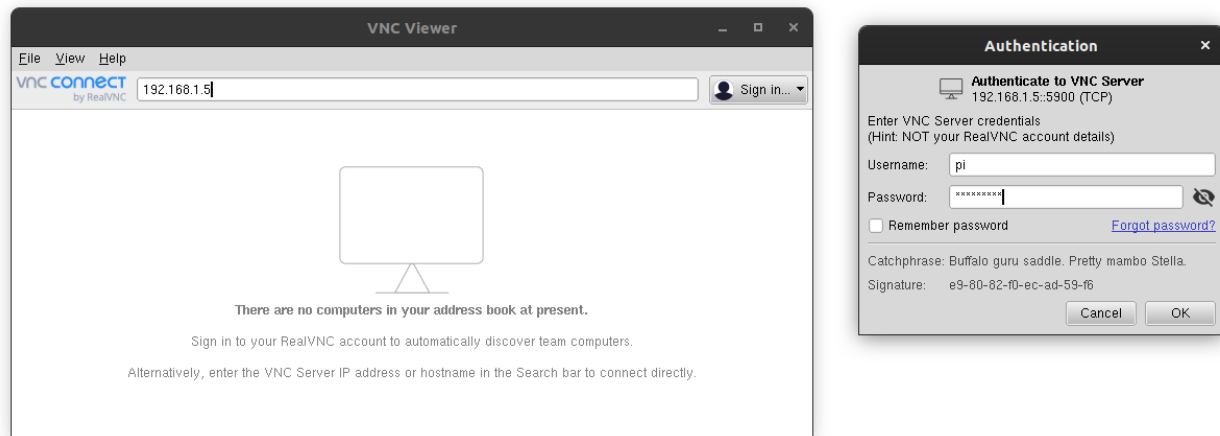 VNC Viewer
File View Help
vnc connect
by RealVNC
192.168.1.5
Sign in...
There are no computers in your address book at present.
Sign in to your RealVNC account to automatically discover team computers.
Alternatively, enter the VNC Server IP address or hostname in the Search bar to connect directly.
Authentication
Authenticate to VNC Server
192.168.1.5::5900 (TCP)
Enter VNC Server credentials
(Hint: NOT your RealVNC account details)
Username: pi
Password: *********
Remember password Forgot password?
Catchphrase: Buffalo guru saddle. Pretty mambo Stella.
Signature: e9-80-82-f0-ec-ad-59-f6
Cancel OK